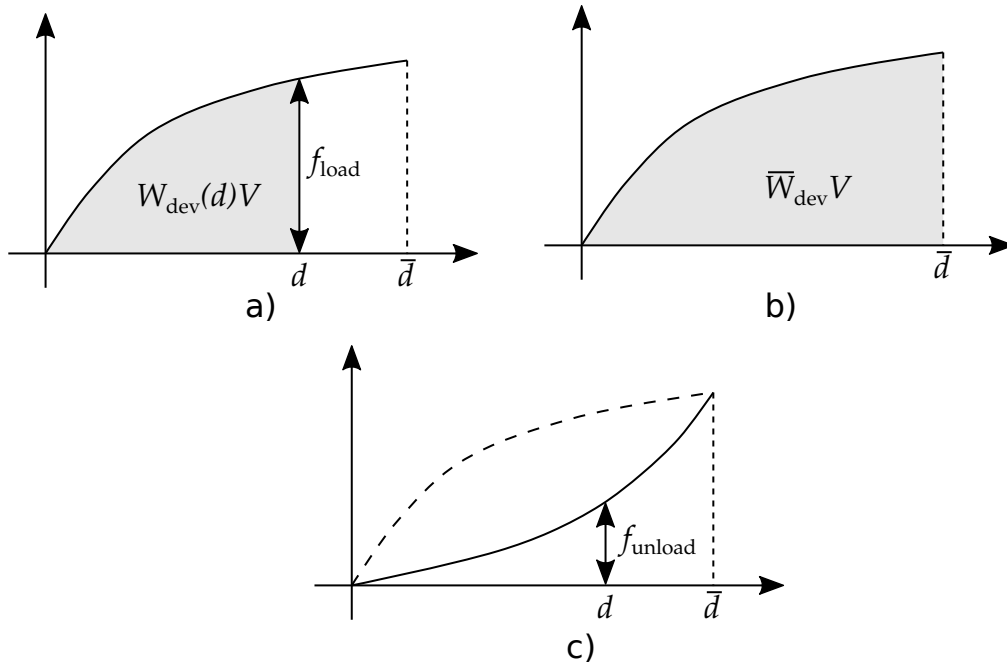 f_load
W_dev(d)V
d d̅
a)
W̅_dev V
d̅
b)
f_unload
d d̅
c)